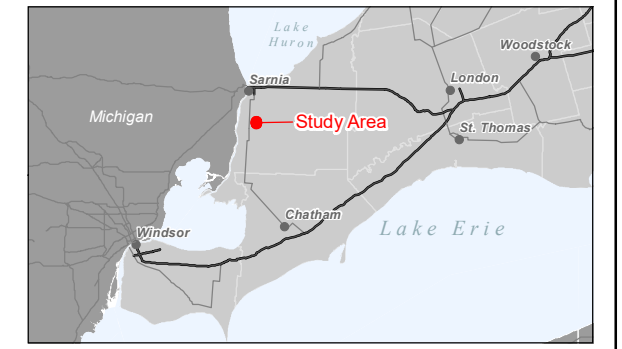 Lake
Huron
Woodstock
Sarnia
London
Michigan
Study Area
St. Thomas
Chatham
Lake Erie
Windsor